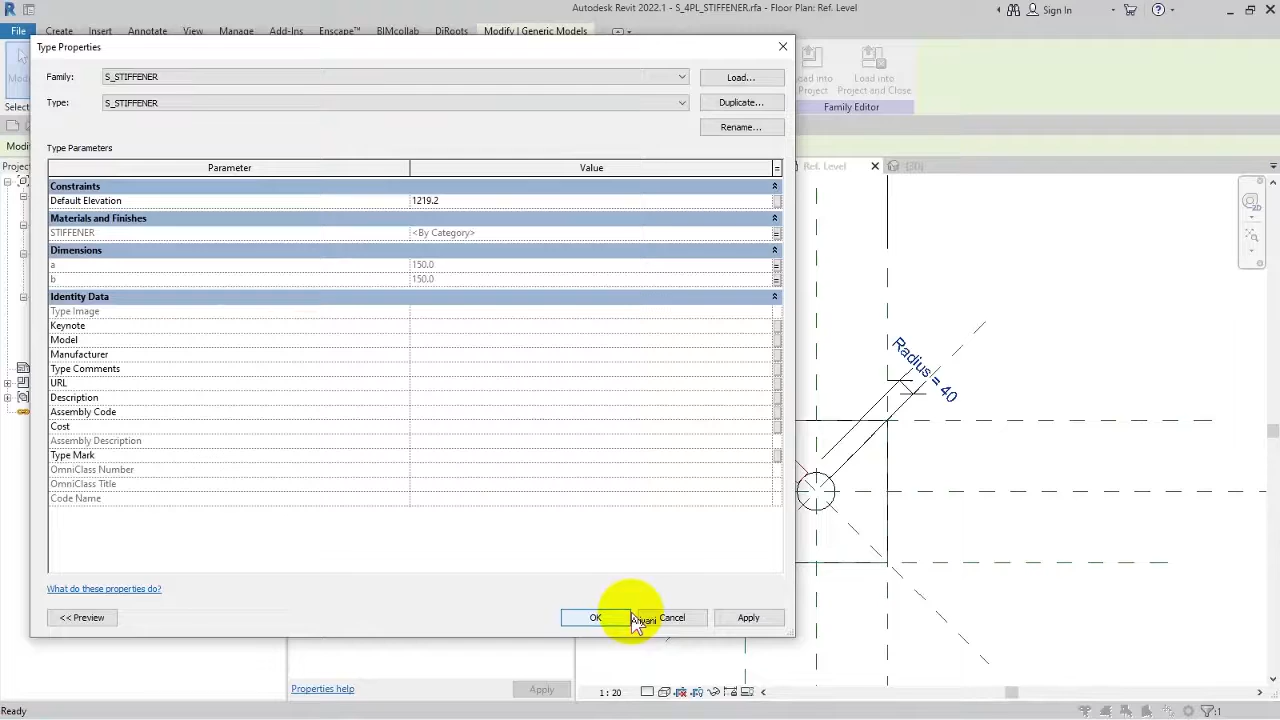 Autodesk Revit 2022.1 - S_4PL_STIFFENER.rfa - Floor Plan: Ref. Level
Sign In
File Create Insert Annotate View Manage Add-Ins Enscape™ BIMcollab DiRoots Modify | Generic Models
Type Properties
Family: S_STIFFENER Load...
Type: S_STIFFENER Duplicate...
Rename...
Load into
Project and Close
Project
Select
Family Editor
Type Parameters
Parameter Value =
Ref. Level {3D}
Constraints
Default Elevation 1219.2
Materials and Finishes
STIFFENER <By Category>
Dimensions
a 150.0
b 150.0
Identity Data
Type Image
Keynote
Model
Manufacturer
Type Comments
URL
Description
Assembly Code
Cost
Assembly Description
Type Mark
OmniClass Number
OmniClass Title
Code Name
Radius = 40
2D
What do these properties do?
<< Preview OK Cancel Apply
Properties help Apply
1 : 20
Ready
:1